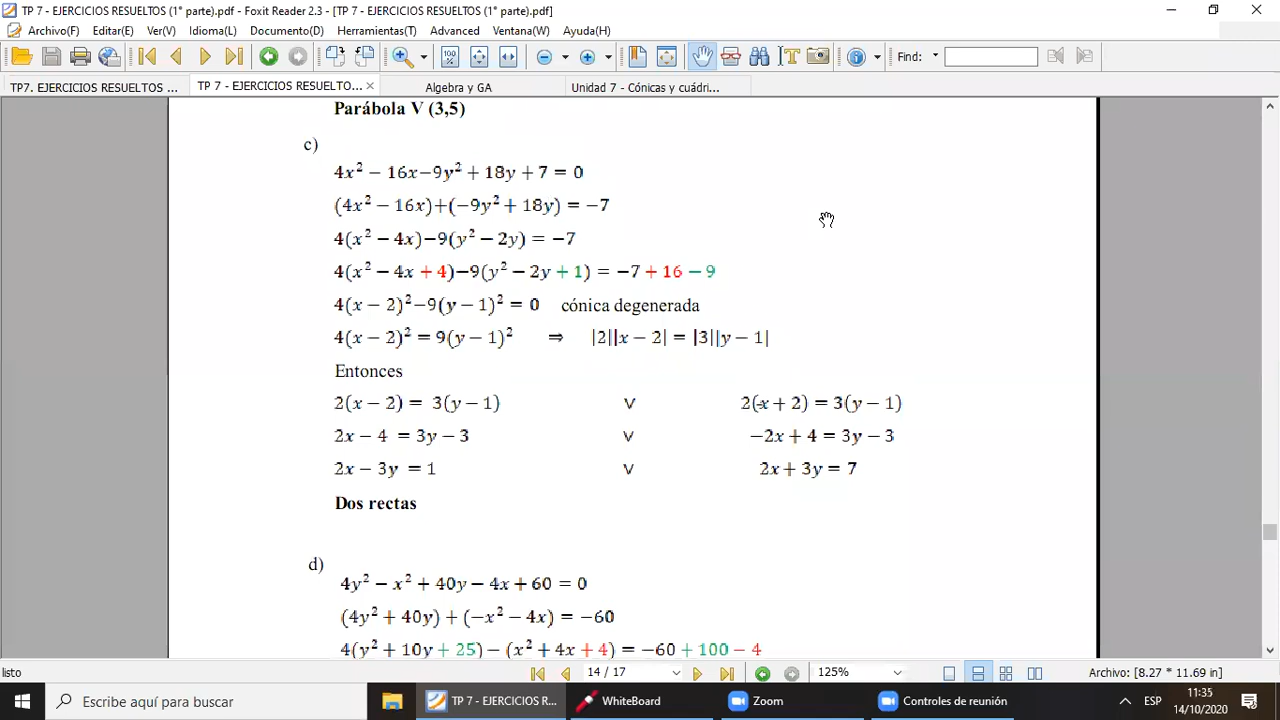 TP 7 - EJERCICIOS RESUELTOS (1° parte).pdf - Foxit Reader 2.3 - [TP 7 - EJERCICIOS RESUELTOS (1° parte).pdf]
Archivo(F) Editar(E) Ver(V) Idioma(L) Documento(D) Herramientas(T) Advanced Ventana(W) Ayuda(H)
Find:
TP7. EJERCICIOS RESUELTOS ... TP 7 - EJERCICIOS RESUELTO... Algebra y GA Unidad 7 - Cónicas y cuádri...
Parábola V (3,5)
c)
4x² − 16x−9y² + 18y + 7 = 0
(4x² − 16x)+(−9y² + 18y) = −7
4(x² − 4x)−9(y² − 2y) = −7
4(x² − 4x + 4)−9(y² − 2y + 1) = −7 + 16 − 9
4(x − 2)²−9(y − 1)² = 0 cónica degenerada
4(x − 2)² = 9(y − 1)² ⇒ |2||x − 2| = |3||y − 1|
Entonces
2(x − 2) = 3(y − 1) ∨ 2(-x + 2) = 3(y − 1)
2x − 4 = 3y − 3 ∨ −2x + 4 = 3y − 3
2x − 3y = 1 ∨ 2x + 3y = 7
Dos rectas
d)
4y² − x² + 40y − 4x + 60 = 0
(4y² + 40y) + (−x² − 4x) = −60
4(y² + 10y + 25) − (x² + 4x + 4) = −60 + 100 − 4
listo 14 / 17 125% Archivo: [8.27 * 11.69 in]
Escribe aquí para buscar TP 7 - EJERCICIOS R... WhiteBoard Zoom Controles de reunión ESP 11:35
14/10/2020